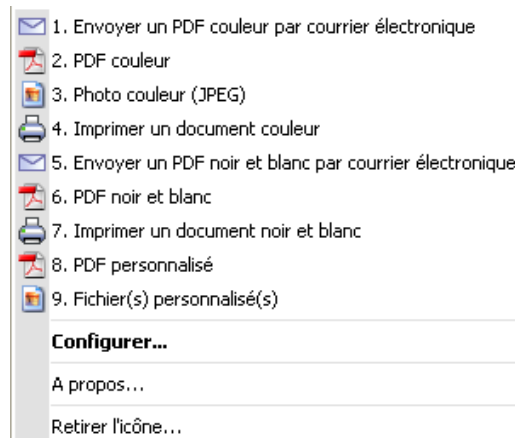 1. Envoyer un PDF couleur par courrier électronique
2. PDF couleur
3. Photo couleur (JPEG)
4. Imprimer un document couleur
5. Envoyer un PDF noir et blanc par courrier électronique
6. PDF noir et blanc
7. Imprimer un document noir et blanc
8. PDF personnalisé
9. Fichier(s) personnalisé(s)
Configurer...
A propos...
Retirer l'icône...